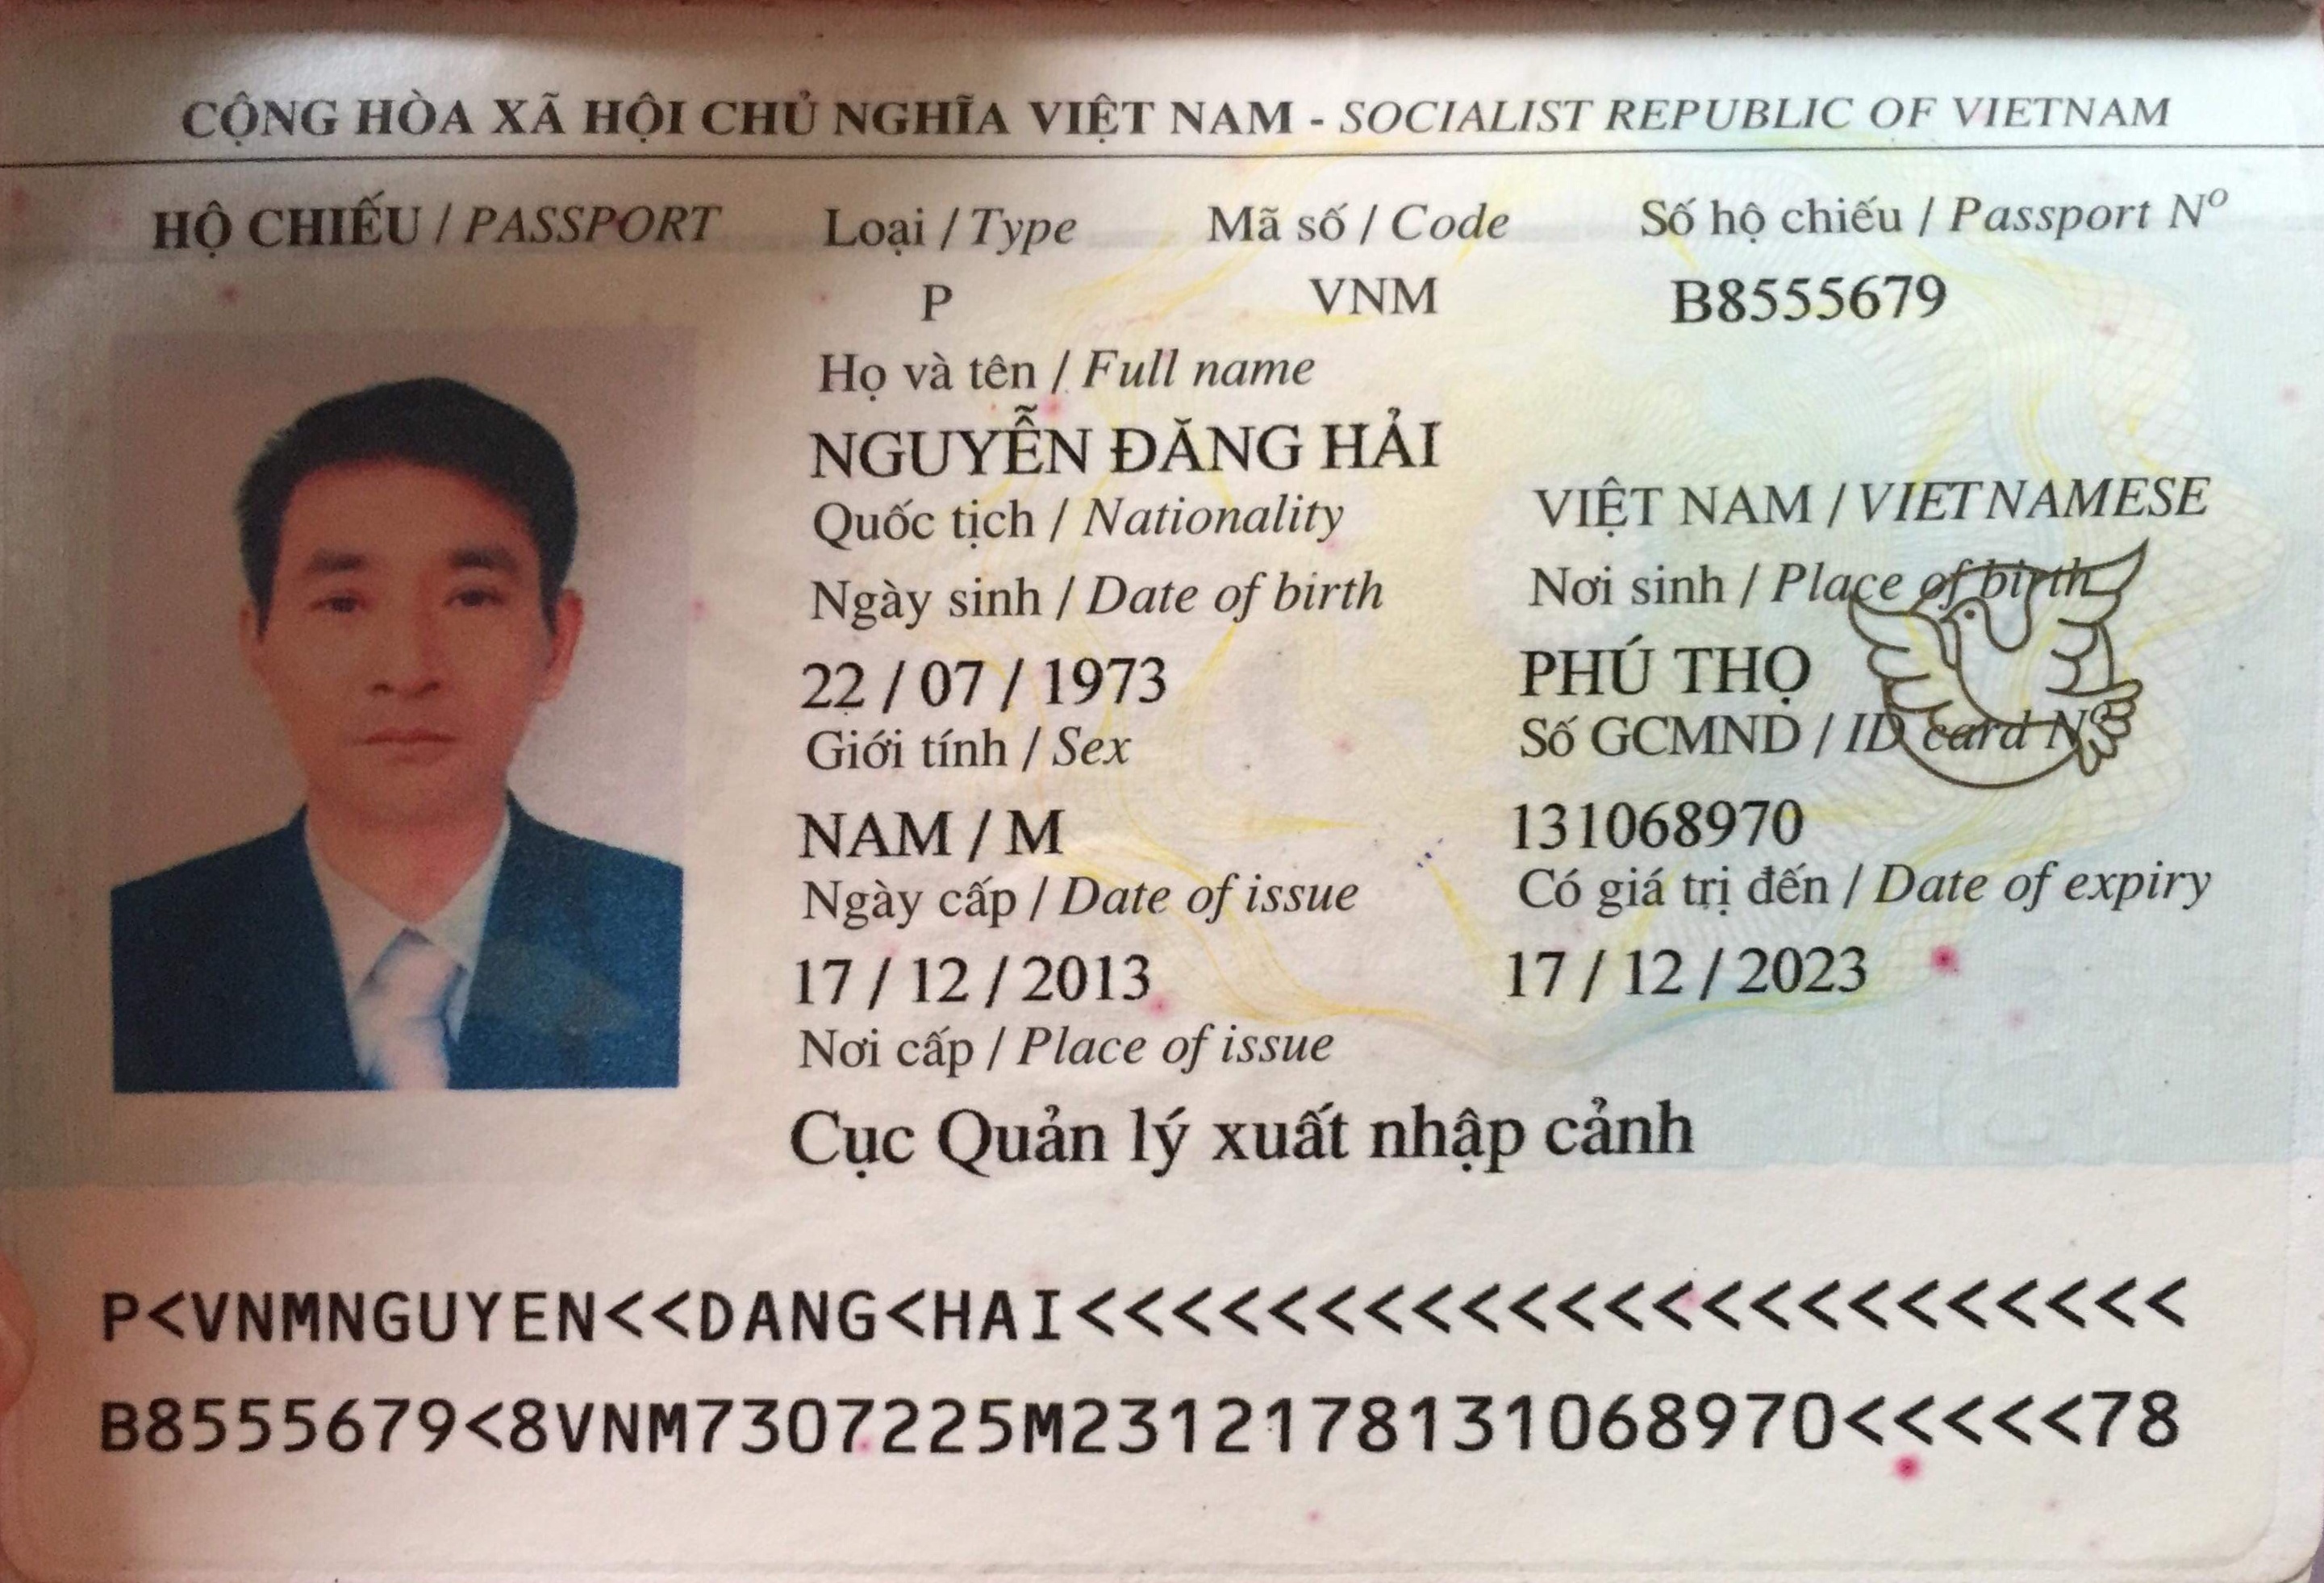 CỘNG HÒA XÃ HỘI CHỦ NGHĨA VIỆT NAM - SOCIALIST REPUBLIC OF VIETNAM
HỘ CHIẾU / PASSPORT Loại / Type Mã số / Code Số hộ chiếu / Passport Nº
P VNM B8555679
Họ và tên / Full name
NGUYỄN ĐĂNG HẢI
Quốc tịch / Nationality VIỆT NAM / VIETNAMESE
Ngày sinh / Date of birth Nơi sinh / Place of birth
22 / 07 / 1973 PHÚ THỌ
Giới tính / Sex Số GCMND / ID card Nº
NAM / M 131068970
Ngày cấp / Date of issue Có giá trị đến / Date of expiry
17 / 12 / 2013 17 / 12 / 2023
Nơi cấp / Place of issue
Cục Quản lý xuất nhập cảnh
P<VNMNGUYEN<<DANG<HAI<<<<<<<<<<<<<<<<<<<<<<<
B8555679<8VNM7307225M2312178131068970<<<<<78